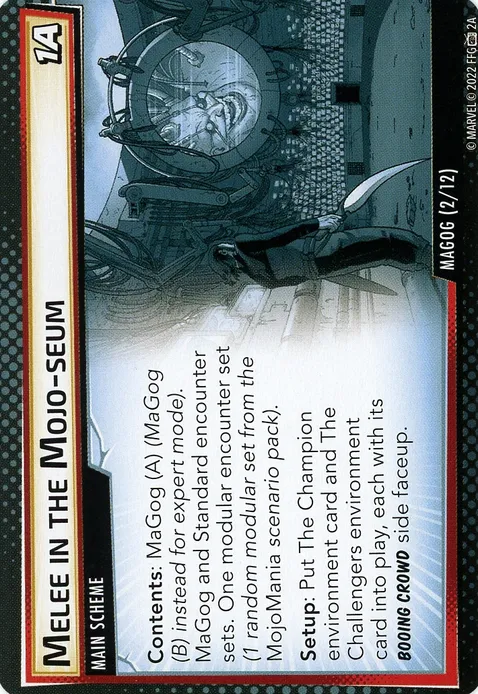 MELEE IN THE MOJO-SEUM
1A
MAIN SCHEME
Contents: MaGog (A) (MaGog
(B) instead for expert mode).
MaGog and Standard encounter
sets. One modular encounter set
(1 random modular set from the
MojoMania scenario pack).
Setup: Put The Champion
environment card and The
Challengers environment
card into play, each with its
BOOING CROWD side faceup.
MAGOG (2/12)
© MARVEL © 2022 FFG 2A